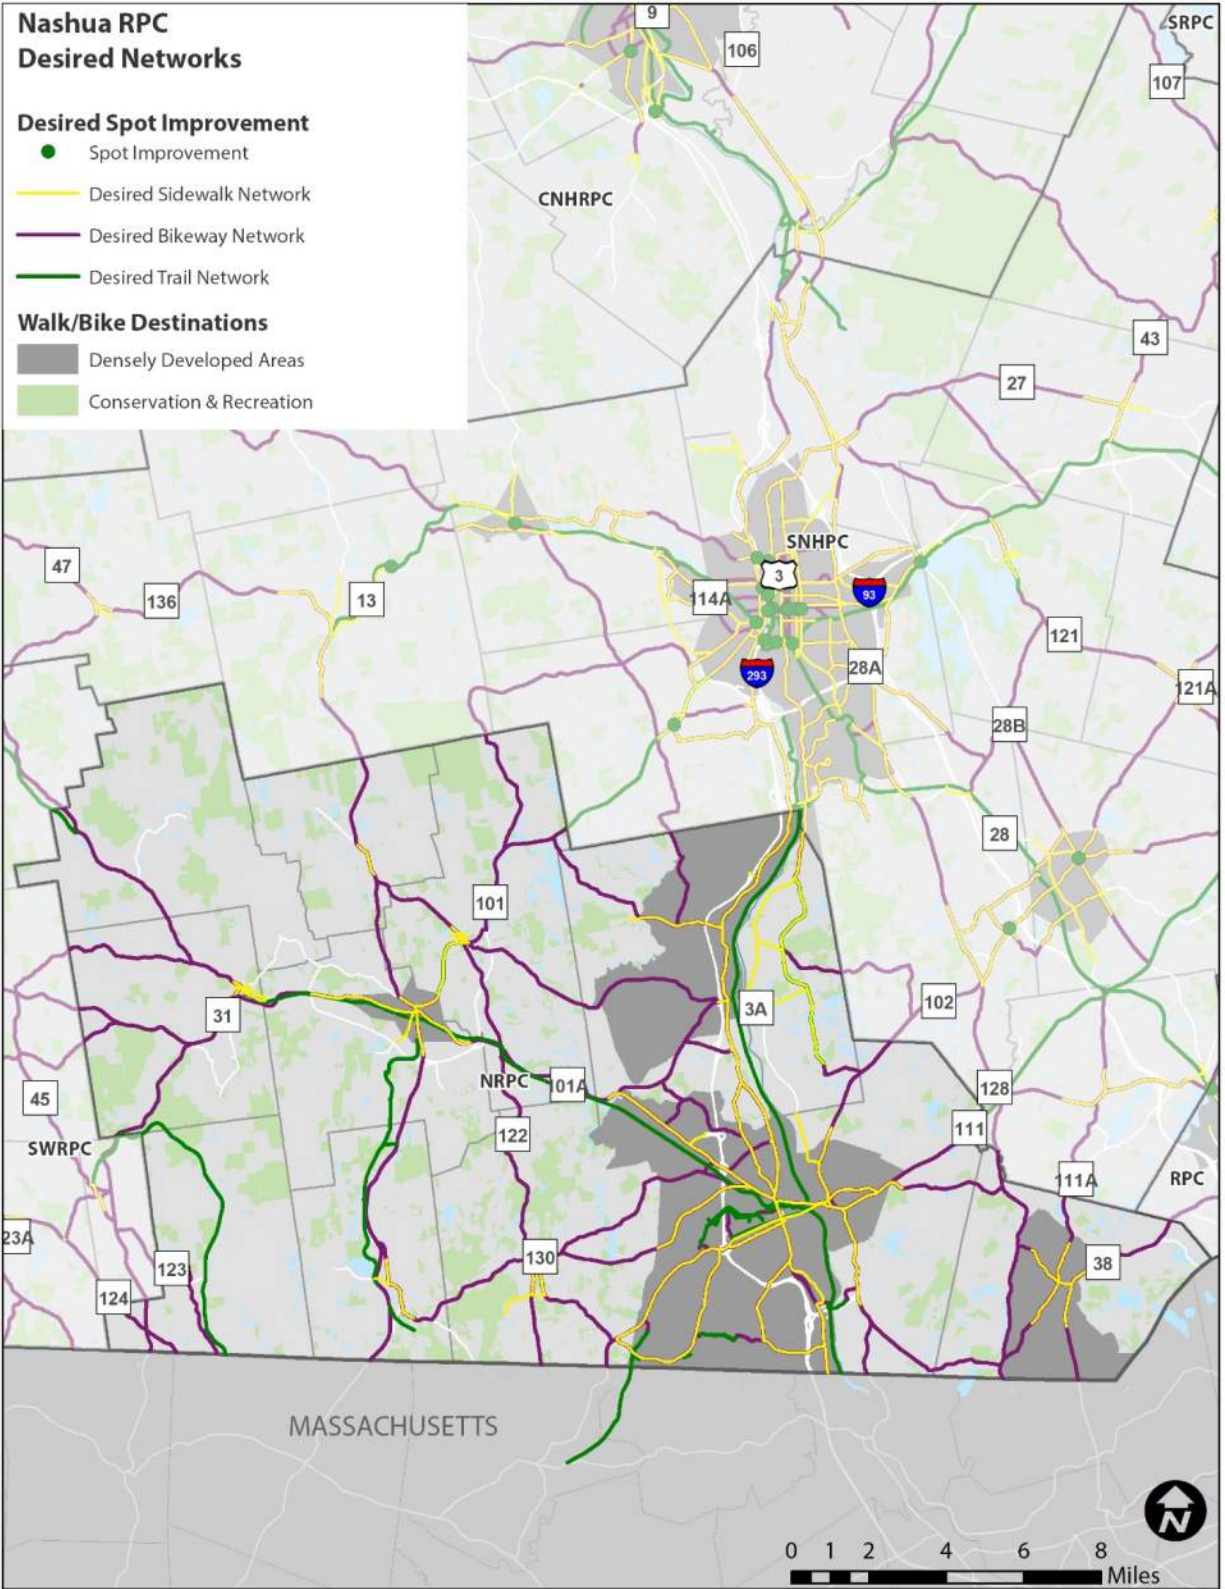 Nashua RPC
Desired Networks
Desired Spot Improvement
Spot Improvement
Desired Sidewalk Network
Desired Bikeway Network
Desired Trail Network
Walk/Bike Destinations
Densely Developed Areas
Conservation & Recreation
9
106
SRPC
107
CNHRPC
43
27
SNHPC
47
136
13
114A
3
93
121
293
28A
121A
28B
28
101
31
3A
102
NRPC
101A
45
128
SWRPC
122
111
111A
RPC
23A
123
130
38
124
MASSACHUSETTS
N
0 1 2 4 6 8
Miles